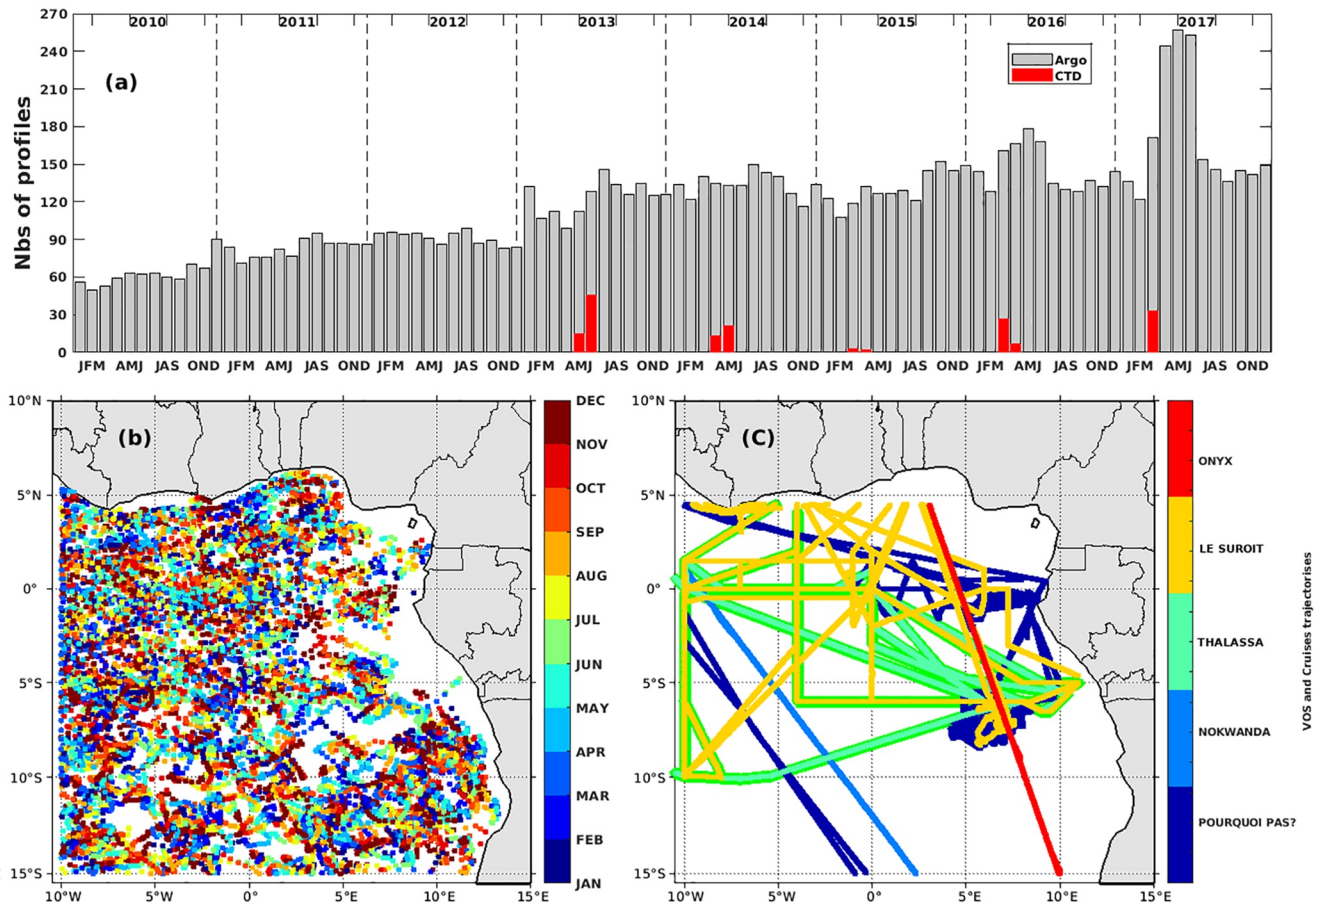 270
2010 2011 2012 2013 2014 2015 2016 2017
240
(a)
Argo
CTD
210
180
150
120
90
60
30
0
Nbs of profiles
JFM AMJ JAS OND JFM AMJ JAS OND JFM AMJ JAS OND JFM AMJ JAS OND JFM AMJ JAS OND JFM AMJ JAS OND JFM AMJ JAS OND JFM AMJ JAS OND
10°N
5°N
0°
5°S
10°S
15°S
(b)
10°W 5°W 0° 5°E 10°E 15°E
DEC
NOV
OCT
SEP
AUG
JUL
JUN
MAY
APR
MAR
FEB
JAN
10°N
5°N
0°
5°S
10°S
15°S
(C)
10°W 5°W 0° 5°E 10°E 15°E
ONYX
LE SUROIT
THALASSA
NOKWANDA
POURQUOI PAS?
VOS and Cruises trajectorises